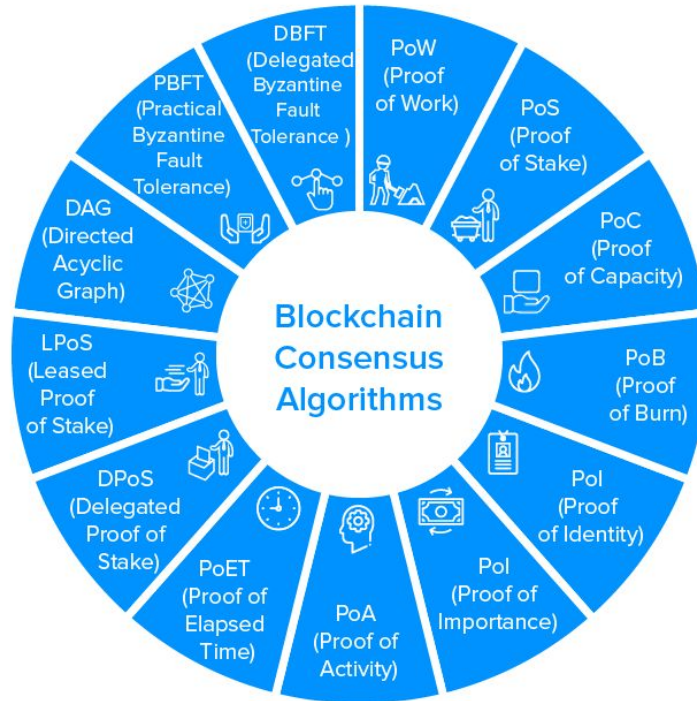 Blockchain
Consensus
Algorithms
PoW
(Proof
of Work)
PoS
(Proof
of Stake)
PoC
(Proof
of Capacity)
PoB
(Proof
of Burn)
PoI
(Proof
of Identity)
PoI
(Proof of
Importance)
PoA
(Proof of
Activity)
PoET
(Proof of
Elapsed
Time)
DPoS
(Delegated
Proof of
Stake)
LPoS
(Leased
Proof
of Stake)
DAG
(Directed
Acyclic
Graph)
PBFT
(Practical
Byzantine
Fault
Tolerance)
DBFT
(Delegated
Byzantine
Fault
Tolerance )